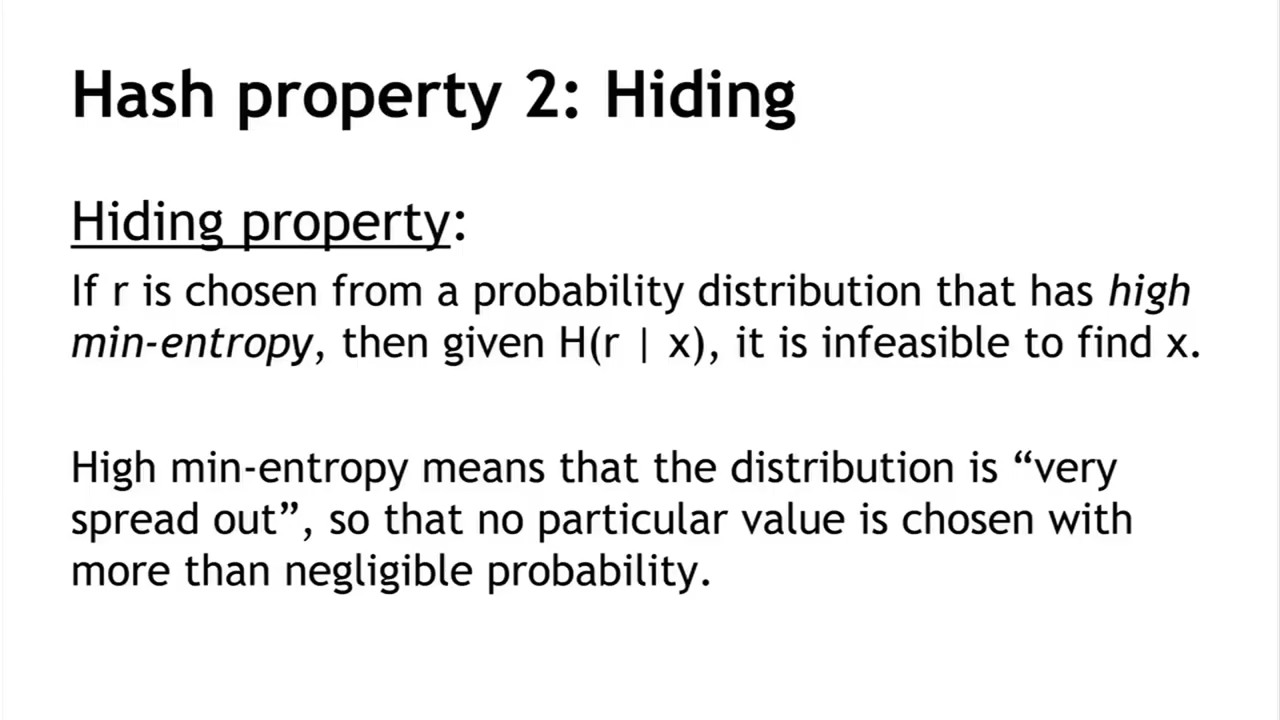 Hash property 2: Hiding
Hiding property:
If r is chosen from a probability distribution that has high
min-entropy, then given H(r | x), it is infeasible to find x.
High min-entropy means that the distribution is “very
spread out”, so that no particular value is chosen with
more than negligible probability.